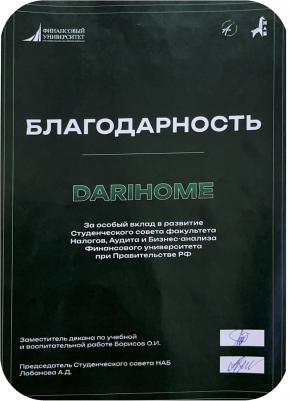 ФИНАНСОВЫЙ
УНИВЕРСИТЕТ
БЛАГОДАРНОСТЬ
DARIHOME
За особый вклад в развитие
Студенческого совета факультета
Налогов, Аудита и Бизнес-анализа
Финансового университета
при Правительстве РФ
Заместитель декана по учебной
и воспитательной работе Борисов О.И.
Председатель Студенческого совета НАБ
Лобанова А.Д.